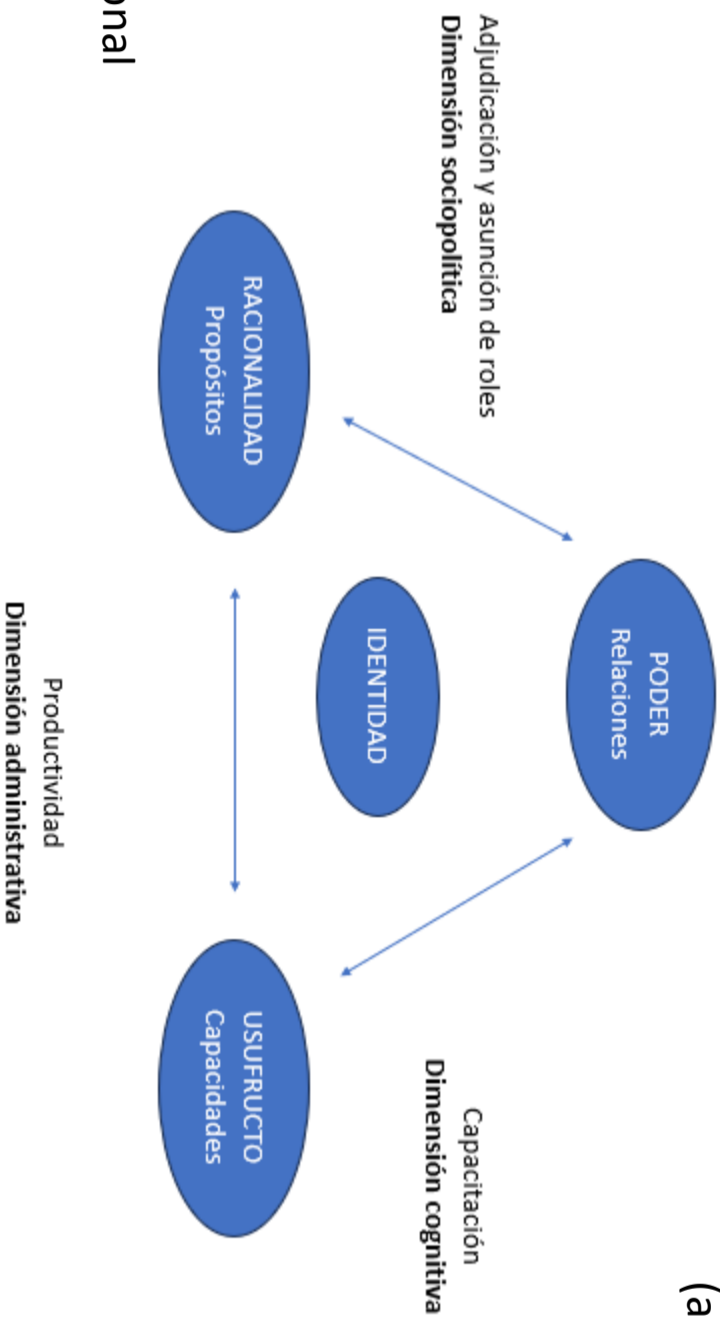 (a
PODER
Relaciones
Adjudicación y asunción de roles
Dimensión sociopolítica
Capacitación
Dimensión cognitiva
IDENTIDAD
RACIONALIDAD
Propósitos
USUFRUCTO
Capacidades
Productividad
Dimensión administrativa
onal